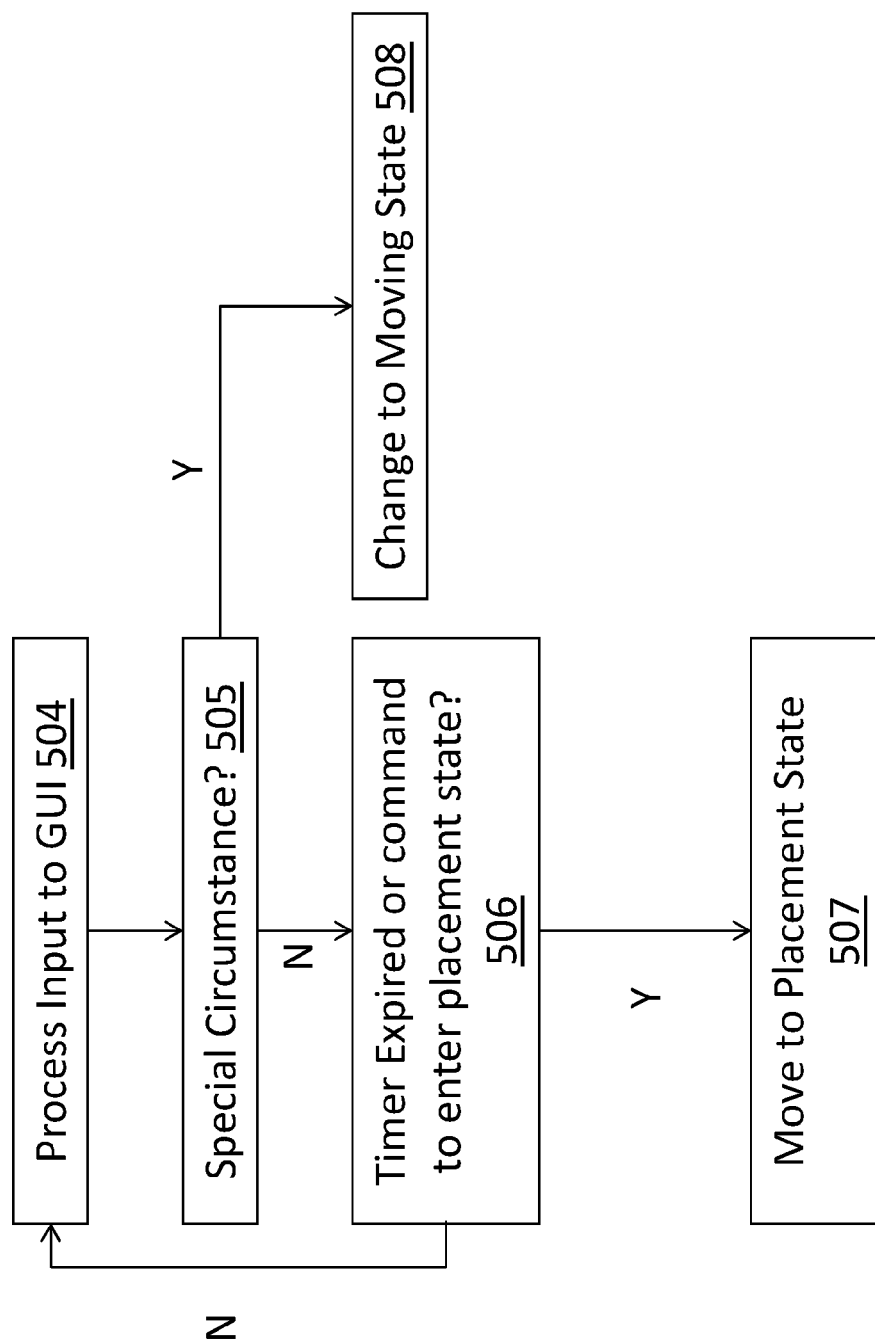 Process Input to GUI 504
Special Circumstance? 505
Y
N
Change to Moving State 508
Timer Expired or command
to enter placement state?
506
N
Y
Move to Placement State
507